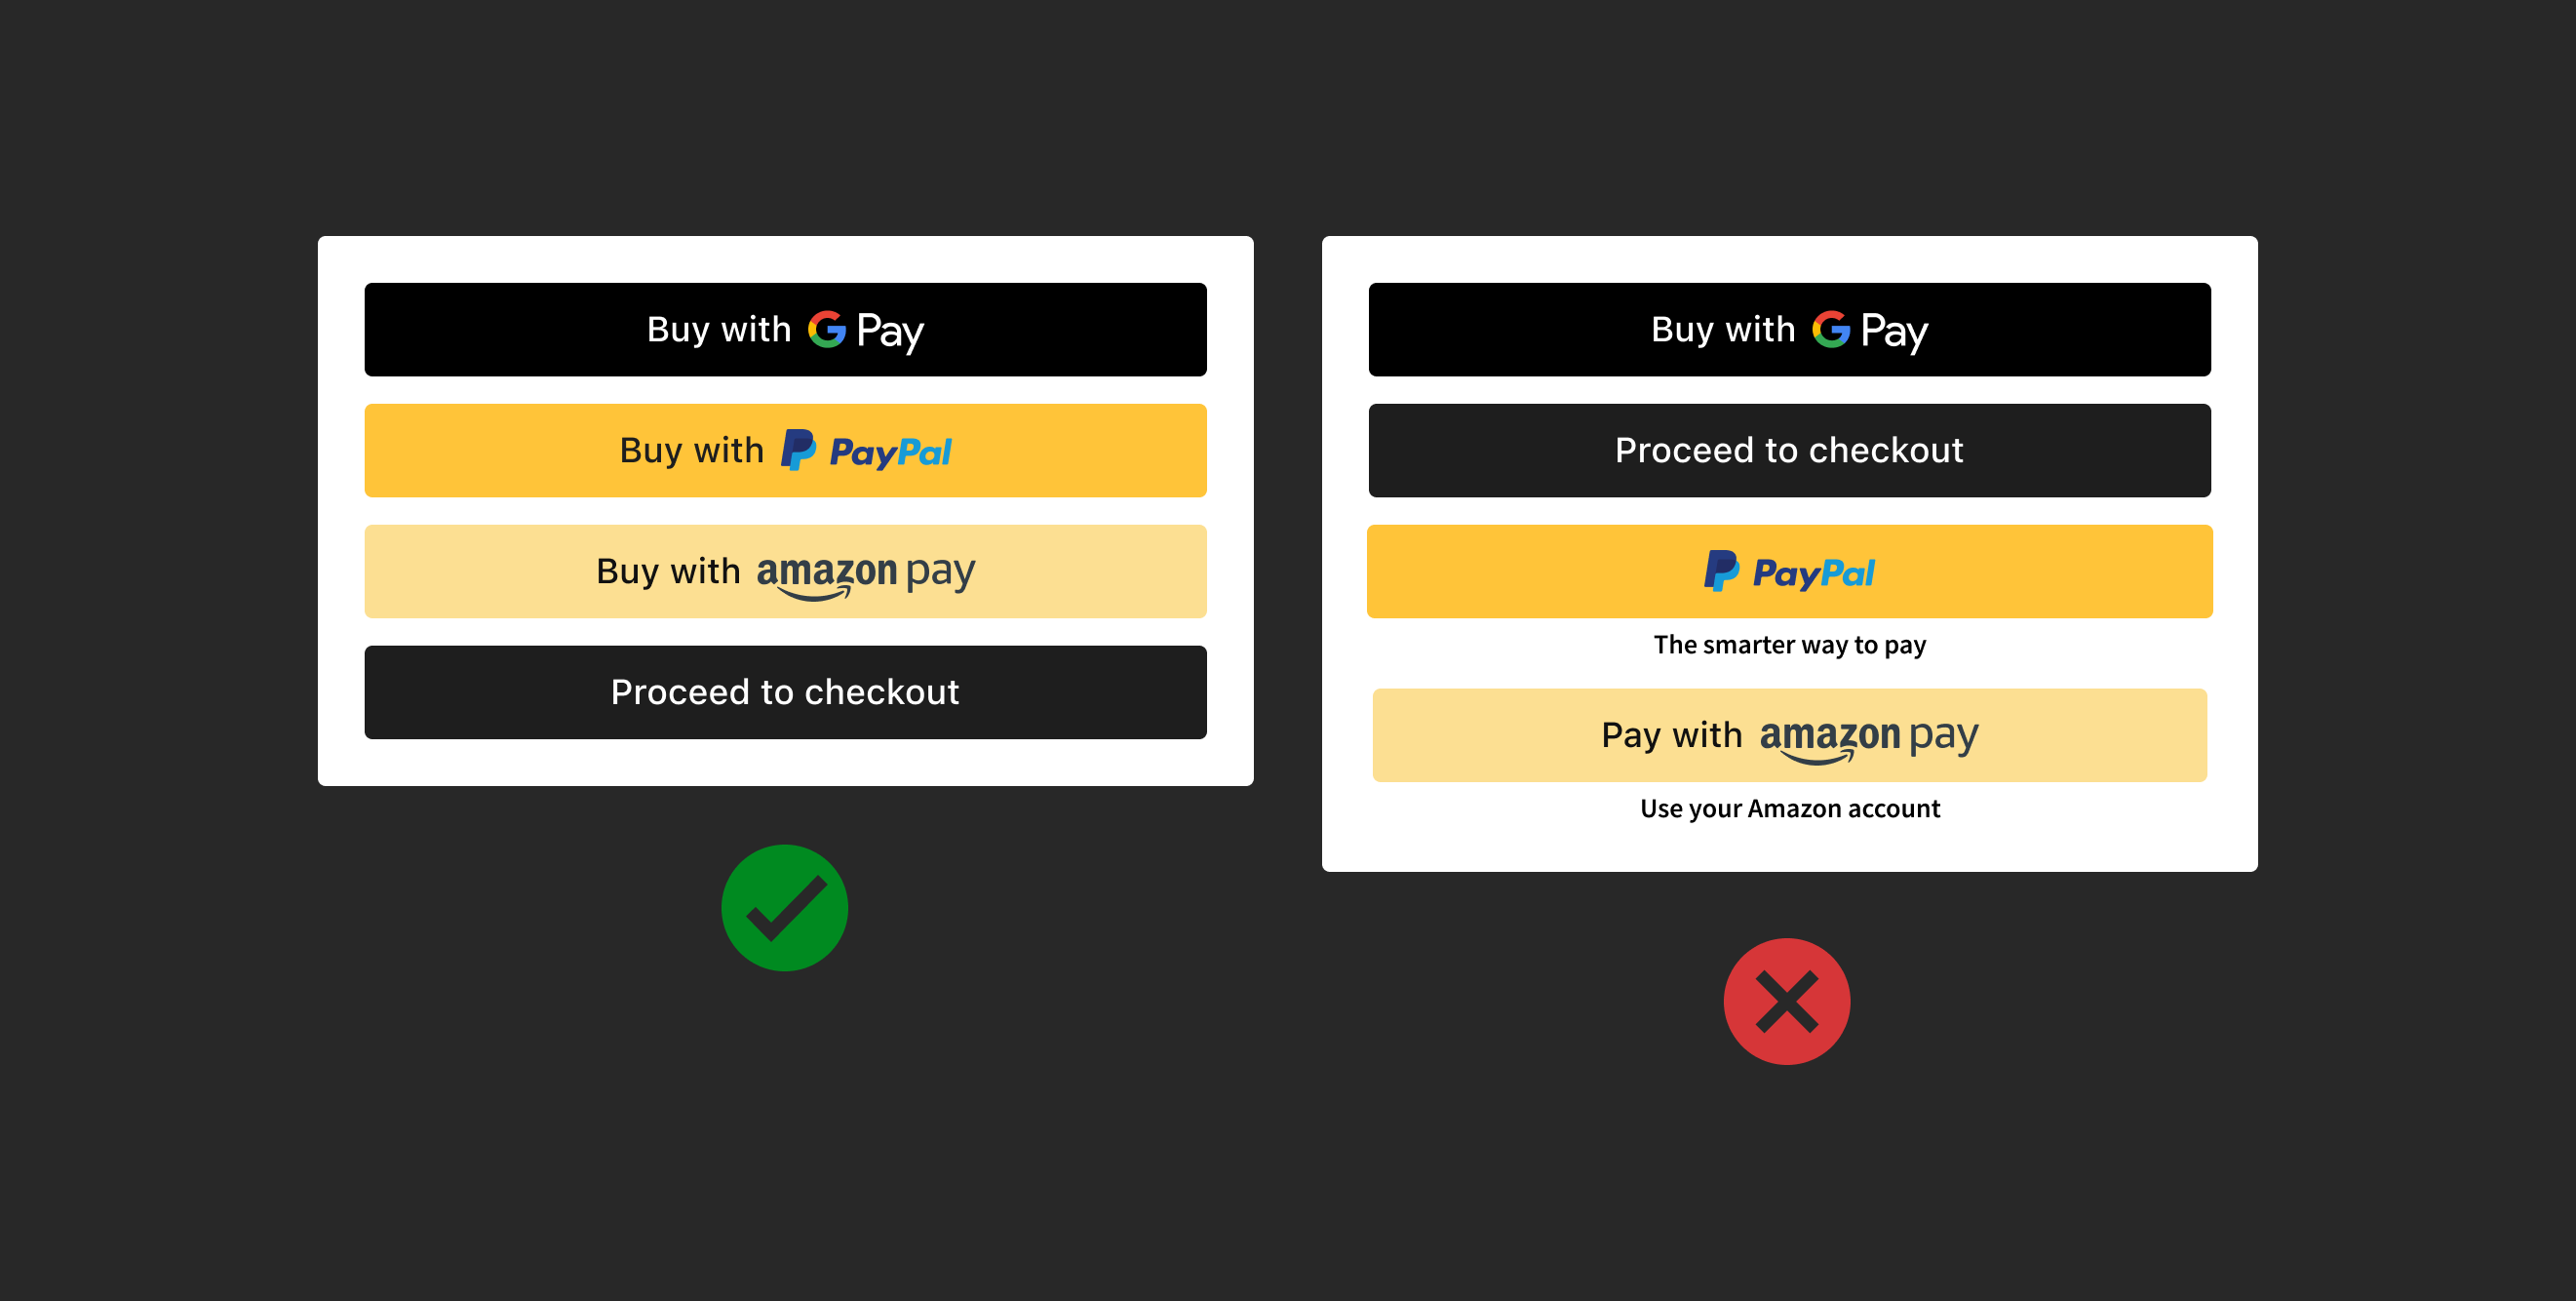 Buy with G Pay
Buy with PayPal
Buy with amazon pay
Proceed to checkout
Buy with G Pay
Proceed to checkout
PayPal
The smarter way to pay
Pay with amazon pay
Use your Amazon account